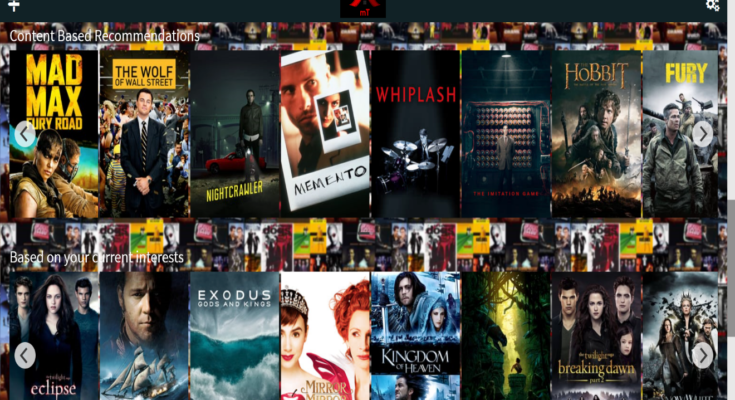 mT
Content Based Recommendations
MAD
MAX
FURY ROAD
THE WOLF
OF WALL STREET
NIGHTCRAWLER
MEMENTO
WHIPLASH
THE IMITATION GAME
HOBBIT
FURY
Based on your current interests
the twilight saga
eclipse
EXODUS
GODS AND KINGS
MIRROR
MIRROR
KINGDOM
OF HEAVEN
the twilight saga
breaking dawn
part 2
SNOW WHITE